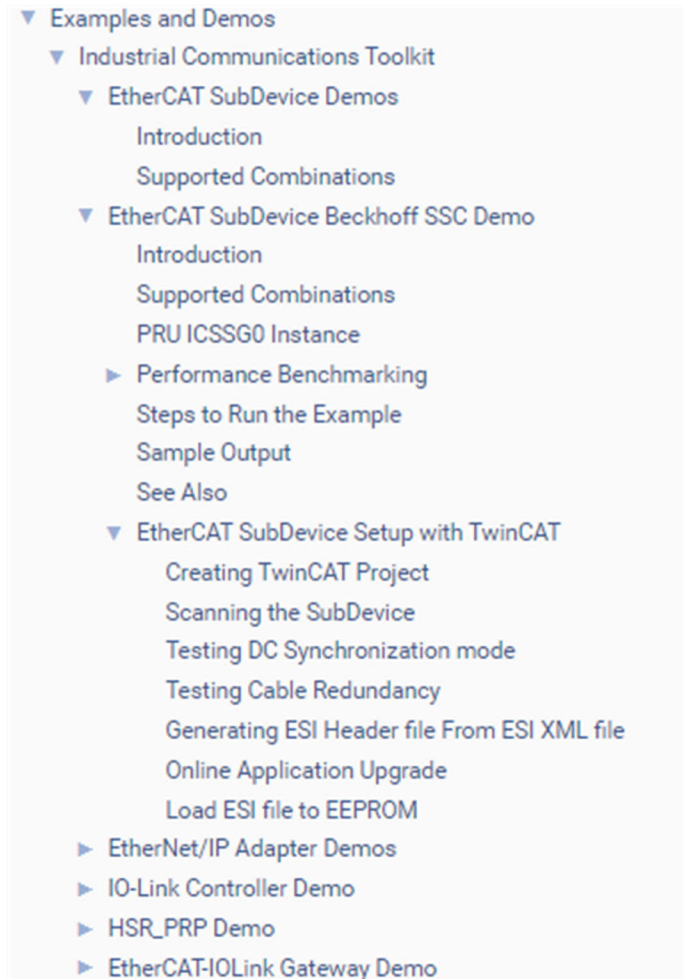 Examples and Demos
Industrial Communications Toolkit
EtherCAT SubDevice Demos
Introduction
Supported Combinations
EtherCAT SubDevice Beckhoff SSC Demo
Introduction
Supported Combinations
PRU ICSSG0 Instance
Performance Benchmarking
Steps to Run the Example
Sample Output
See Also
EtherCAT SubDevice Setup with TwinCAT
Creating TwinCAT Project
Scanning the SubDevice
Testing DC Synchronization mode
Testing Cable Redundancy
Generating ESI Header file From ESI XML file
Online Application Upgrade
Load ESI file to EEPROM
EtherNet/IP Adapter Demos
IO-Link Controller Demo
HSR_PRP Demo
EtherCAT-IOLink Gateway Demo